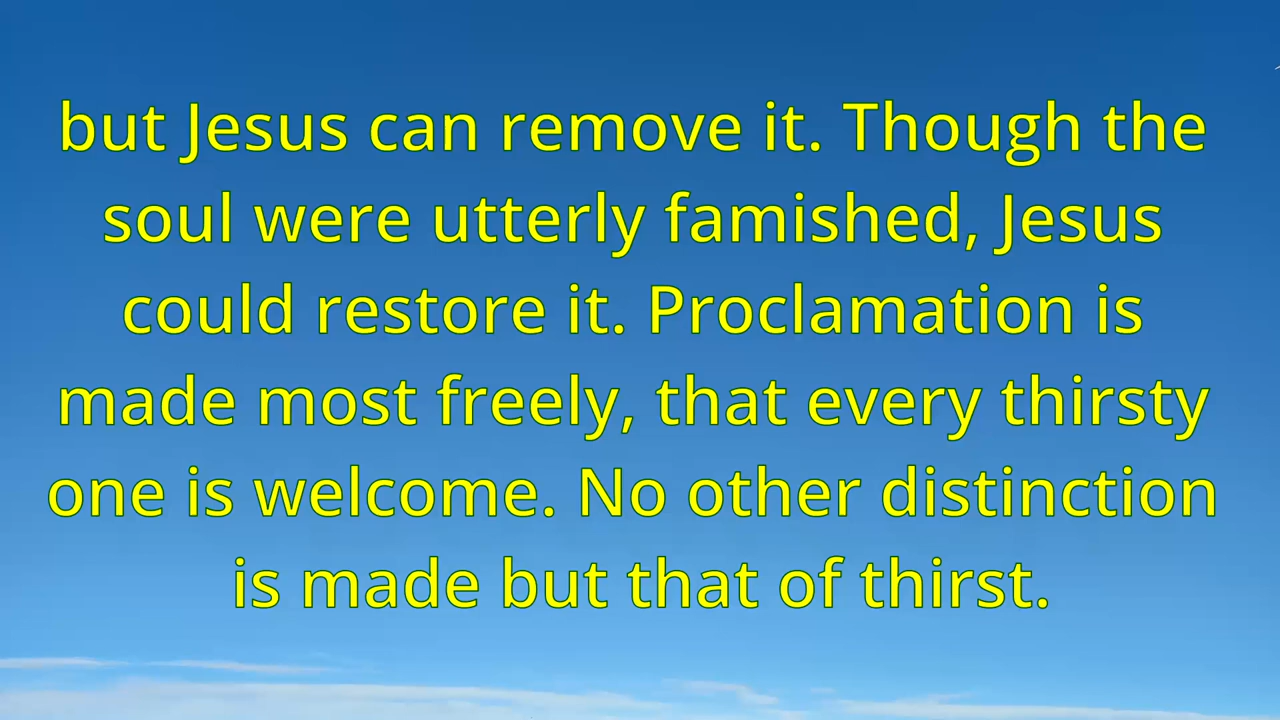 but Jesus can remove it. Though the
soul were utterly famished, Jesus
could restore it. Proclamation is
made most freely, that every thirsty
one is welcome. No other distinction
is made but that of thirst.